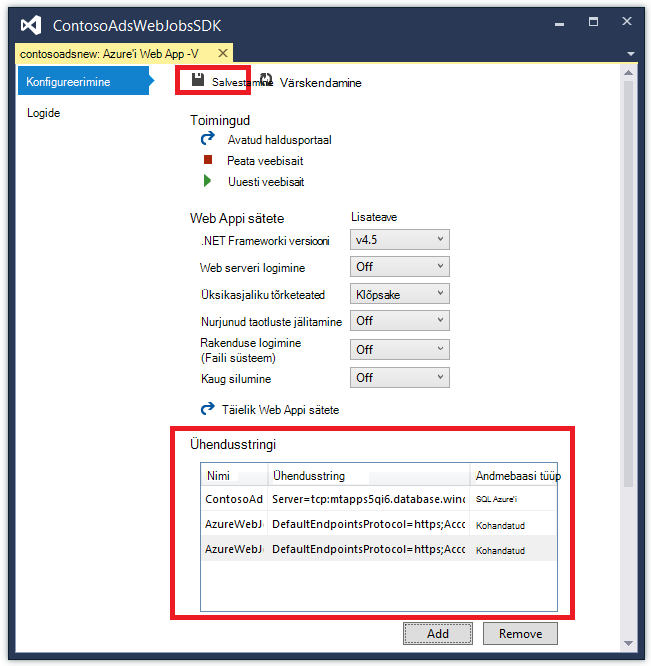 ContosoAdsWebJobsSDK
contosoadsnew: Azure'i Web App -V
Konfigureerimine
Logide
Salvestamine Värskendamine
Toimingud
Avatud haldusportaal
Peata veebisait
Uuesti veebisait
Web Appi sätete Lisateave
.NET Frameworki versiooni v4.5
Web serveri logimine Off
Üksikasjaliku tõrketeated Klõpsake
Nurjunud taotluste jälitamine Off
Rakenduse logimine
(Faili süsteem) Off
Kaug silumine Off
Täielik Web Appi sätete
Ühendusstringi
Nimi Ühendusstring Andmebaasi tüüp
ContosoAd Server=tcp:mtapps5qi6.database.wind SQL Azure'i
AzureWebJ DefaultEndpointsProtocol=https;Acco Kohandatud
AzureWebJ DefaultEndpointsProtocol=https;Acco Kohandatud
Add Remove